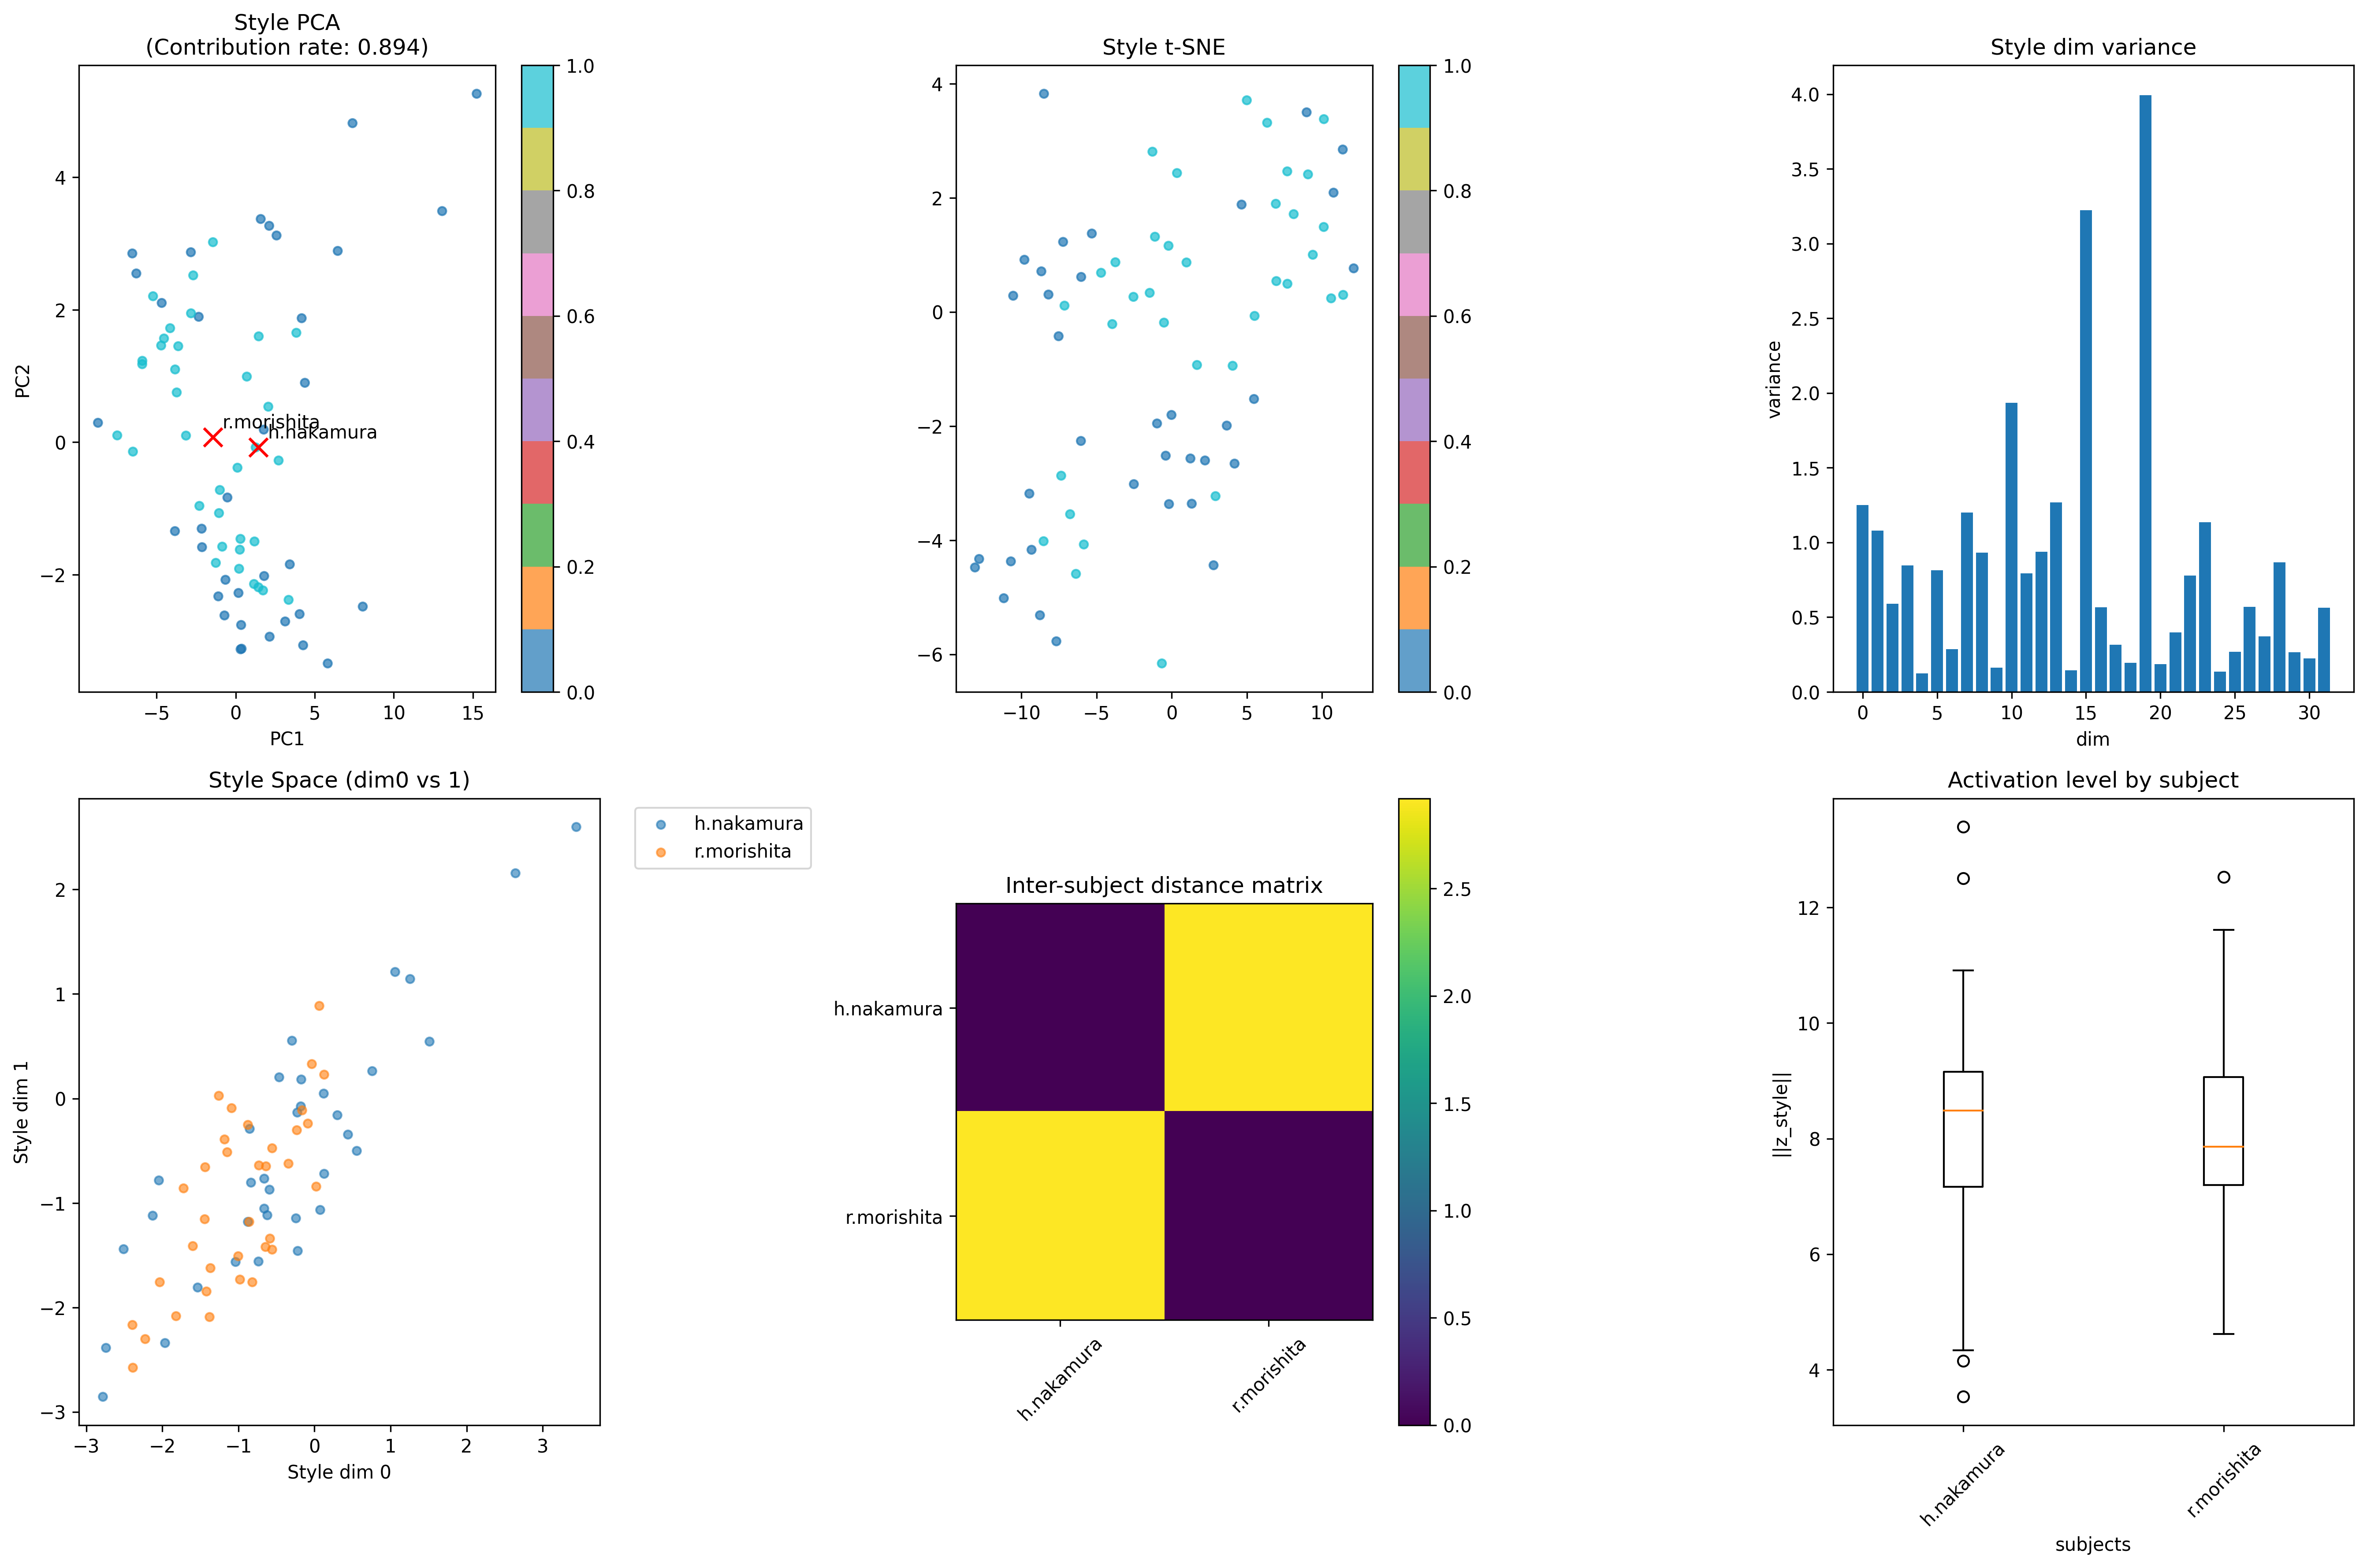 Style PCA
(Contribution rate: 0.894)
4
2
0
−2
PC2
r.morishita
h.nakamura
−5
0
5
10
15
PC1
1.0
0.8
0.6
0.4
0.2
0.0
Style t-SNE
4
2
0
−2
−4
−6
−10
−5
0
5
10
1.0
0.8
0.6
0.4
0.2
0.0
Style dim variance
4.0
3.5
3.0
2.5
2.0
1.5
1.0
0.5
0.0
variance
0
5
10
15
20
25
30
dim
Style Space (dim0 vs 1)
2
1
0
−1
−2
−3
Style dim 1
−3
−2
−1
0
1
2
3
Style dim 0
h.nakamura
r.morishita
Inter-subject distance matrix
h.nakamura
r.morishita
h.nakamura
r.morishita
2.5
2.0
1.5
1.0
0.5
0.0
Activation level by subject
12
10
8
6
4
||z_style||
h.nakamura
r.morishita
subjects